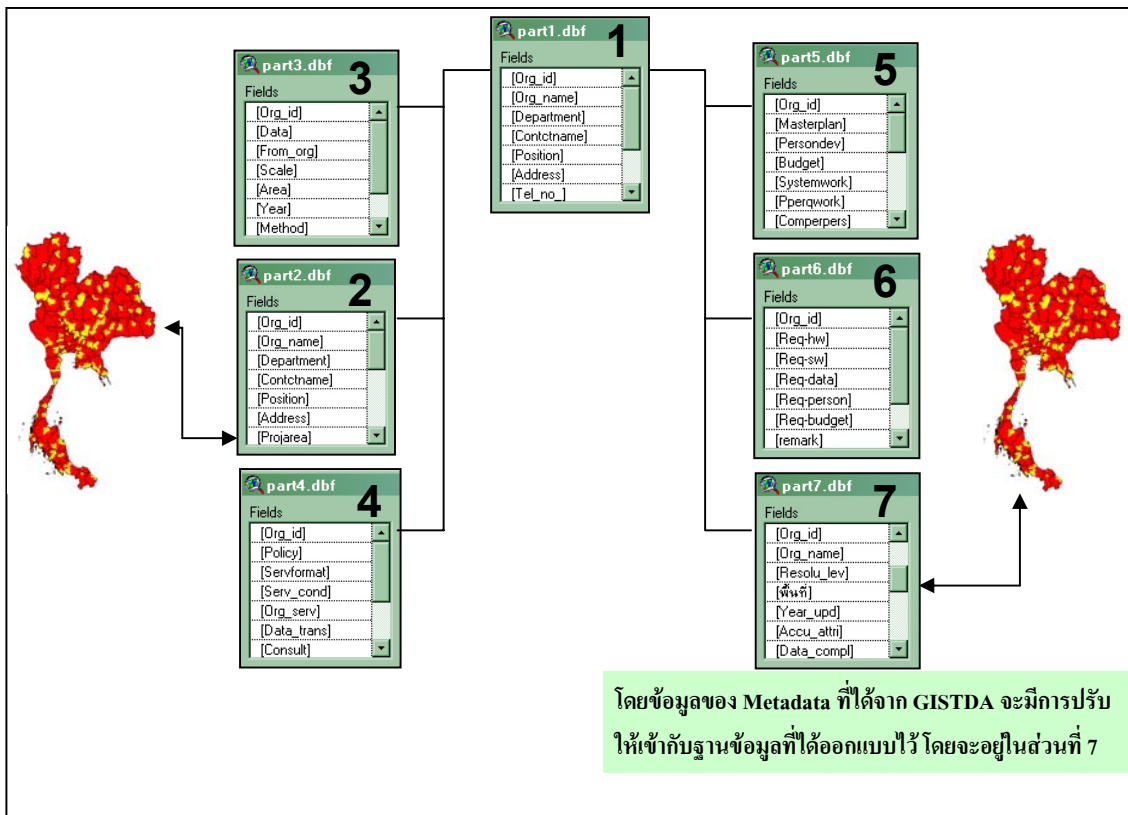 part1.dbf 1
Fields
[Org_id]
[Org_name]
[Department]
[Contctname]
[Position]
[Address]
[Tel_no_]
part3.dbf 3
Fields
[Org_id]
[Data]
[From_org]
[Scale]
[Area]
[Year]
[Method]
part5.dbf 5
Fields
[Org_id]
[Masterplan]
[Persondev]
[Budget]
[Systemwork]
[Pperqwork]
[Comperpers]
part2.dbf 2
Fields
[Org_id]
[Org_name]
[Department]
[Contctname]
[Position]
[Address]
[Projarea]
part6.dbf 6
Fields
[Org_id]
[Req-hw]
[Req-sw]
[Req-data]
[Req-person]
[Req-budget]
[remark]
part4.dbf 4
Fields
[Org_id]
[Policy]
[Servformat]
[Serv_cond]
[Org_serv]
[Data_trans]
[Consult]
part7.dbf 7
Fields
[Org_id]
[Org_name]
[Resolu_lev]
[พื้นที่]
[Year_upd]
[Accu_attri]
[Data_compl]
โดยข้อมูลของ Metadata ที่ได้จาก GISTDA จะมีการปรับ
ให้เข้ากับฐานข้อมูลที่ได้ออกแบบไว้ โดยจะอยู่ในส่วนที่ 7